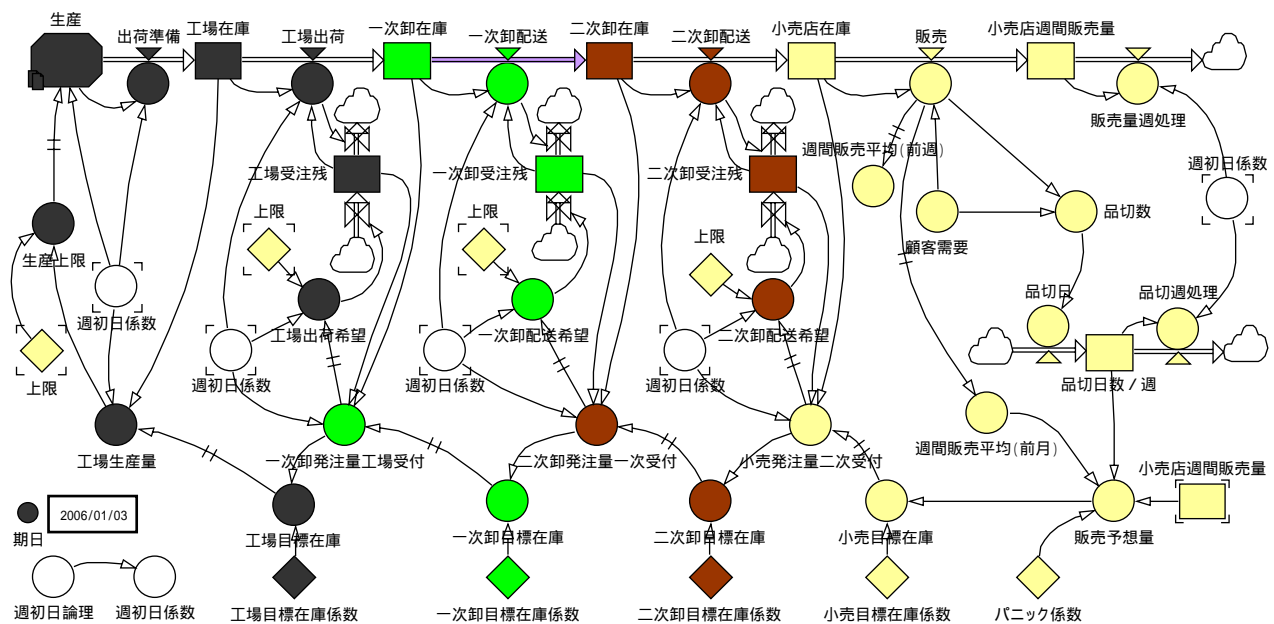 生産
出荷準備
工場在庫
工場出荷
一次卸在庫
一次卸配送
二次卸在庫
二次卸配送
小売店在庫
販売
小売店週間販売量
販売量週処理
週間販売平均(前週)
週初日係数
工場受注残
一次卸受注残
二次卸受注残
上限
上限
上限
品切数
顧客需要
生産上限
週初日係数
品切日
品切週処理
工場出荷希望
一次卸配送希望
二次卸配送希望
上限
週初日係数
週初日係数
週初日係数
品切日数/週
工場生産量
一次卸発注量工場受付
二次卸発注量一次受付
小売発注量二次受付
週間販売平均(前月)
小売店週間販売量
2006/01/03
期日
工場目標在庫
一次卸目標在庫
二次卸目標在庫
小売目標在庫
販売予想量
週初日論理
週初日係数
工場目標在庫係数
一次卸目標在庫係数
二次卸目標在庫係数
小売目標在庫係数
パニック係数